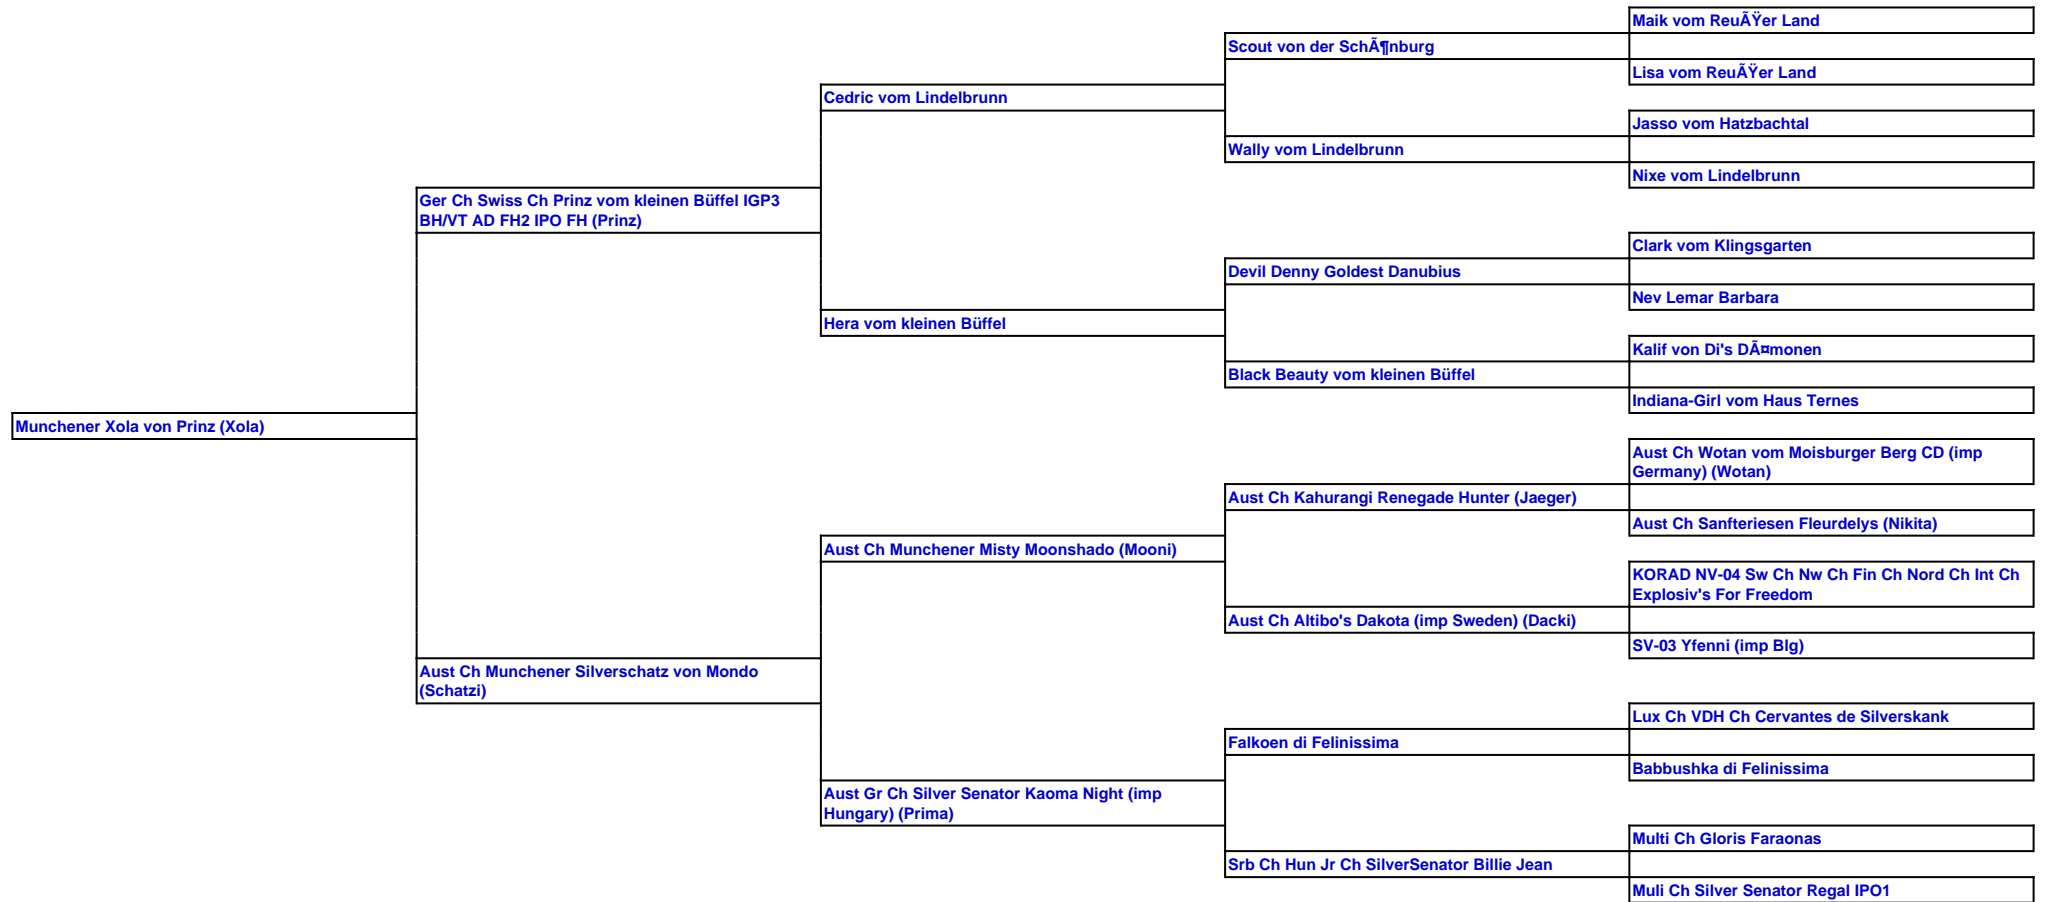 Maik vom ReuÃŸer Land
Scout von der SchÃ¶nburg
Lisa vom ReuÃŸer Land
Cedric vom Lindelbrunn
Jasso vom Hatzbachtal
Wally vom Lindelbrunn
Nixe vom Lindelbrunn
Ger Ch Swiss Ch Prinz vom kleinen Büffel IGP3
BH/VT AD FH2 IPO FH (Prinz)
Clark vom Klingsgarten
Devil Denny Goldest Danubius
Nev Lemar Barbara
Hera vom kleinen Büffel
Kalif von Di's DÃ¤monen
Black Beauty vom kleinen Büffel
Indiana-Girl vom Haus Ternes
Munchener Xola von Prinz (Xola)
Aust Ch Wotan vom Moisburger Berg CD (imp
Germany) (Wotan)
Aust Ch Kahurangi Renegade Hunter (Jaeger)
Aust Ch Sanfteriesen Fleurdelys (Nikita)
Aust Ch Munchener Misty Moonshado (Mooni)
KORAD NV-04 Sw Ch Nw Ch Fin Ch Nord Ch Int Ch
Explosiv's For Freedom
Aust Ch Altibo's Dakota (imp Sweden) (Dacki)
SV-03 Yfenni (imp Blg)
Aust Ch Munchener Silverschatz von Mondo
(Schatzi)
Lux Ch VDH Ch Cervantes de Silverskank
Falkoen di Felinissima
Babbushka di Felinissima
Aust Gr Ch Silver Senator Kaoma Night (imp
Hungary) (Prima)
Multi Ch Gloris Faraonas
Srb Ch Hun Jr Ch SilverSenator Billie Jean
Muli Ch Silver Senator Regal IPO1